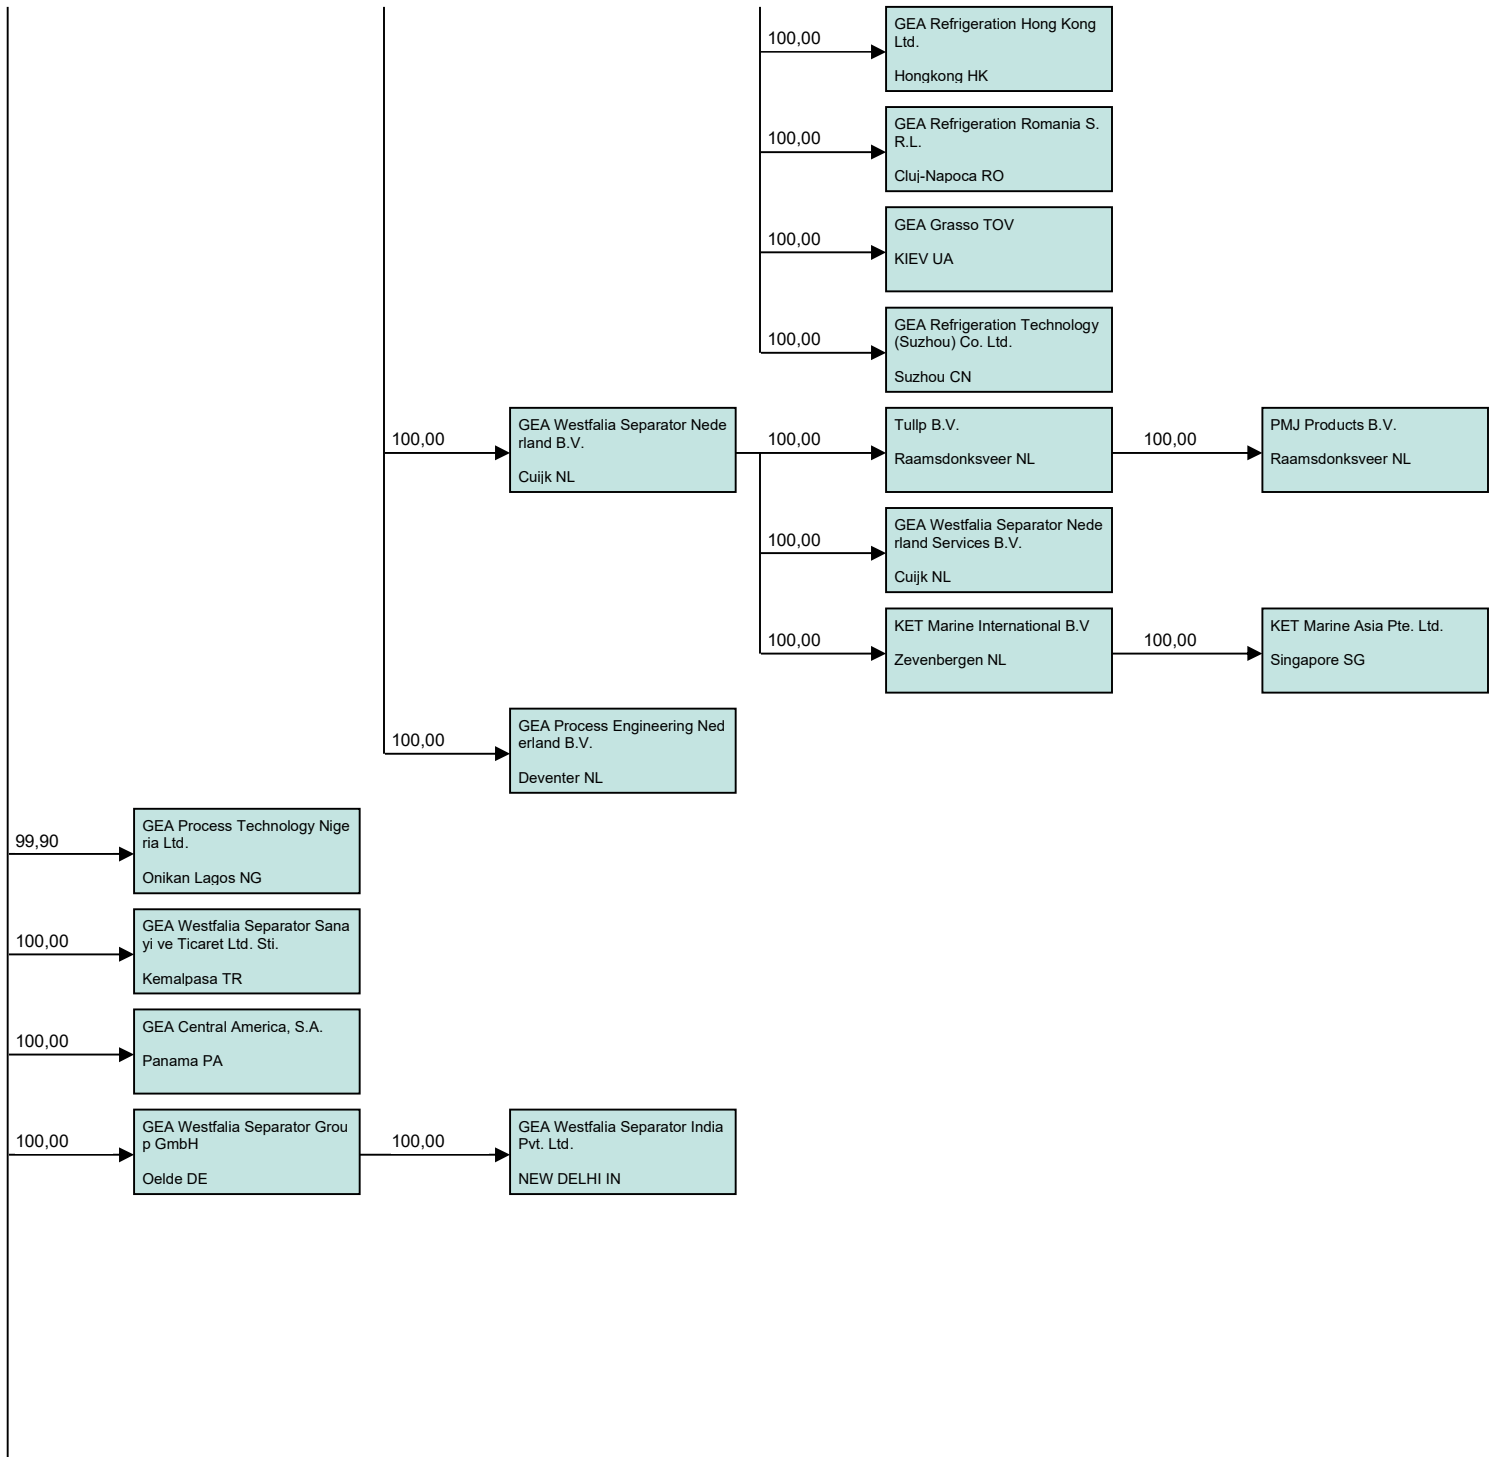 100,00
GEA Refrigeration Hong Kong
Ltd.
Hongkong HK
100,00
GEA Refrigeration Romania S.
R.L.
Cluj-Napoca RO
100,00
GEA Grasso TOV
KIEV UA
100,00
GEA Refrigeration Technology
(Suzhou) Co. Ltd.
Suzhou CN
100,00
GEA Westfalia Separator Nede
rland B.V.
Cuijk NL
100,00
Tullp B.V.
Raamsdonksveer NL
100,00
PMJ Products B.V.
Raamsdonksveer NL
100,00
GEA Westfalia Separator Nede
rland Services B.V.
Cuijk NL
100,00
KET Marine International B.V
Zevenbergen NL
100,00
KET Marine Asia Pte. Ltd.
Singapore SG
100,00
GEA Process Engineering Ned
erland B.V.
Deventer NL
99,90
GEA Process Technology Nige
ria Ltd.
Onikan Lagos NG
100,00
GEA Westfalia Separator Sana
yi ve Ticaret Ltd. Sti.
Kemalpasa TR
100,00
GEA Central America, S.A.
Panama PA
100,00
GEA Westfalia Separator Grou
p GmbH
Oelde DE
100,00
GEA Westfalia Separator India
Pvt. Ltd.
NEW DELHI IN